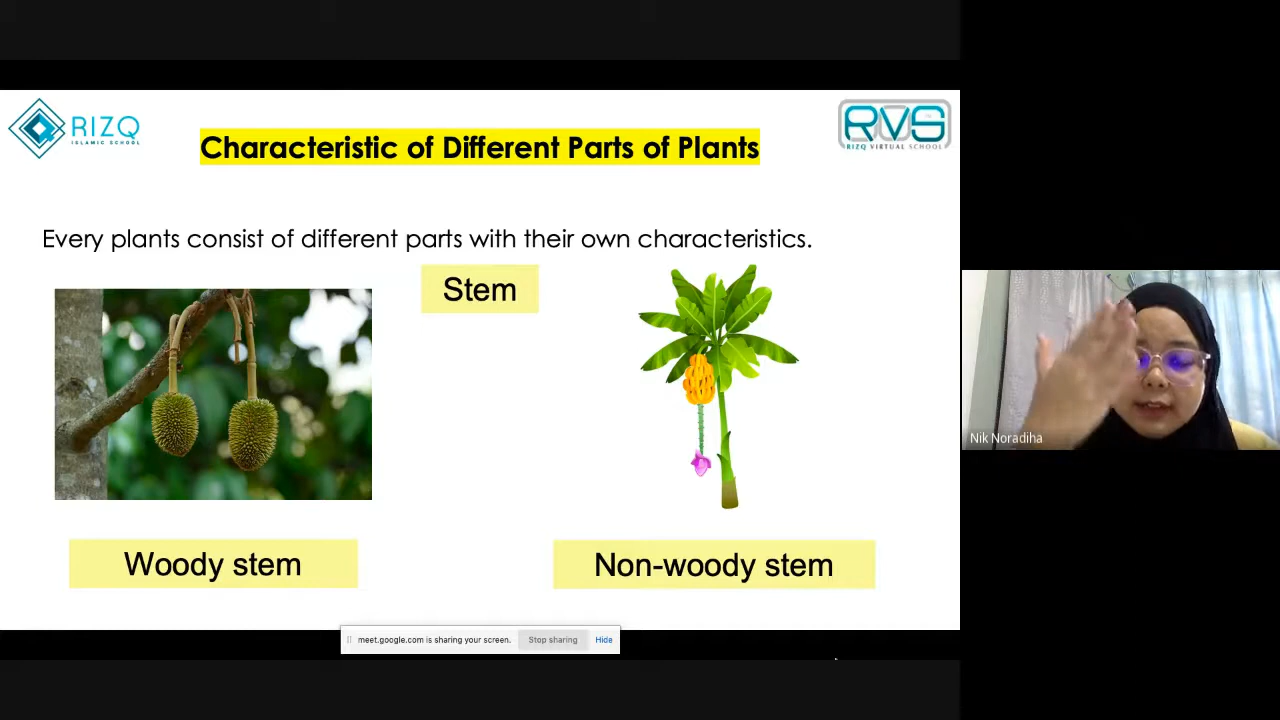 RIZQ
ISLAMIC SCHOOL
RVS
RIZQ VIRTUAL SCHOOL
Characteristic of Different Parts of Plants
Every plants consist of different parts with their own characteristics.
Stem
Woody stem
Non-woody stem
Nik Noradiha
meet.google.com is sharing your screen.
Stop sharing
Hide